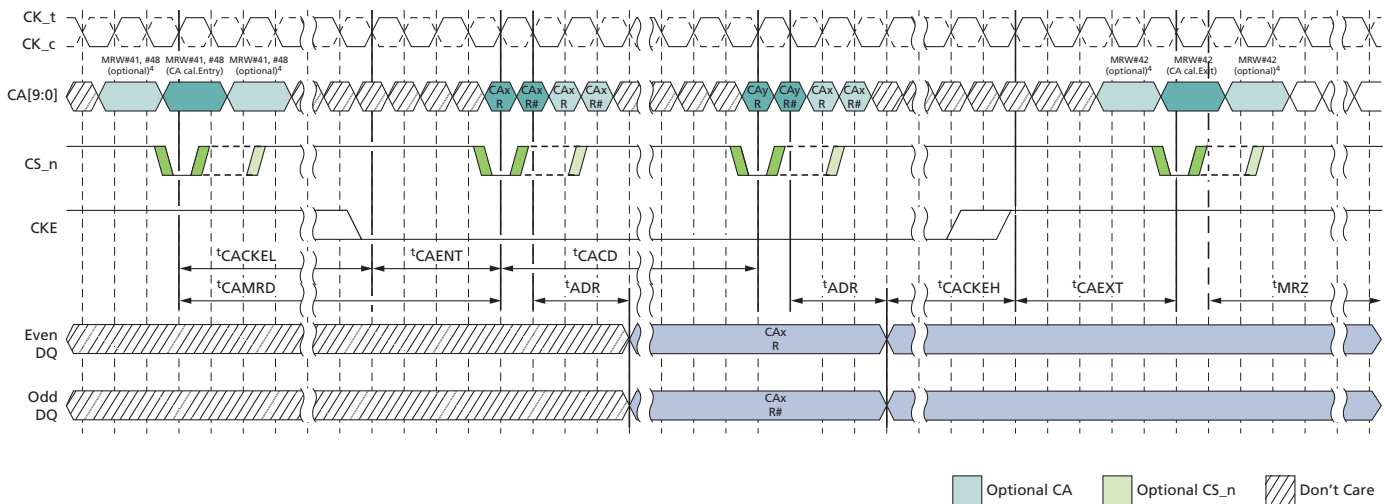 CK_t
CK_c
MRW#41, #48
(optional)4
MRW#41, #48
(CA cal.Entry)
MRW#41, #48
(optional)4
MRW#42
(optional)4
MRW#42
(CA cal.Exit)
MRW#42
(optional)4
CA[9:0]
CAx
R
CAx
R#
CAx
R
CAx
R#
CAy
R
CAy
R#
CAx
R
CAx
R#
CS_n
CKE
tCACKEL
tCAENT
tCACD
tCAMRD
tADR
tADR
tCACKEH
tCAEXT
tMRZ
Even
DQ
CAx
R
Odd
DQ
CAx
R#
Optional CA
Optional CS_n
Don't Care